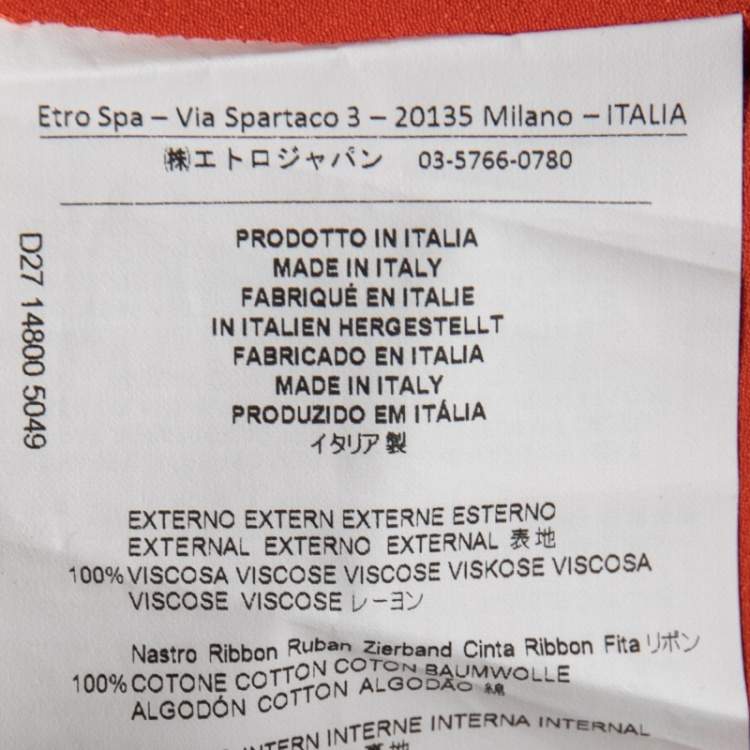 Etro Spa – Via Spartaco 3 – 20135 Milano – ITALIA
㈱エトロジャパン 03-5766-0780
D27 14800 5049
PRODOTTO IN ITALIA
MADE IN ITALY
FABRIQUÉ EN ITALIE
IN ITALIEN HERGESTELLT
FABRICADO EN ITALIA
MADE IN ITALY
PRODUZIDO EM ITÁLIA
イタリア製
EXTERNO EXTERN EXTERNE ESTERNO
EXTERNAL EXTERNO EXTERNAL 表地
100% VISCOSA VISCOSE VISCOSE VISKOSE VISCOSA
VISCOSE VISCOSE レーヨン
Nastro Ribbon Ruban Zierband Cinta Ribbon Fita リボン
100% COTONE COTTON COTON BAUMWOLLE
ALGODÓN COTTON ALGODÃO 綿
INTERN INTERNE INTERNA INTERNAL